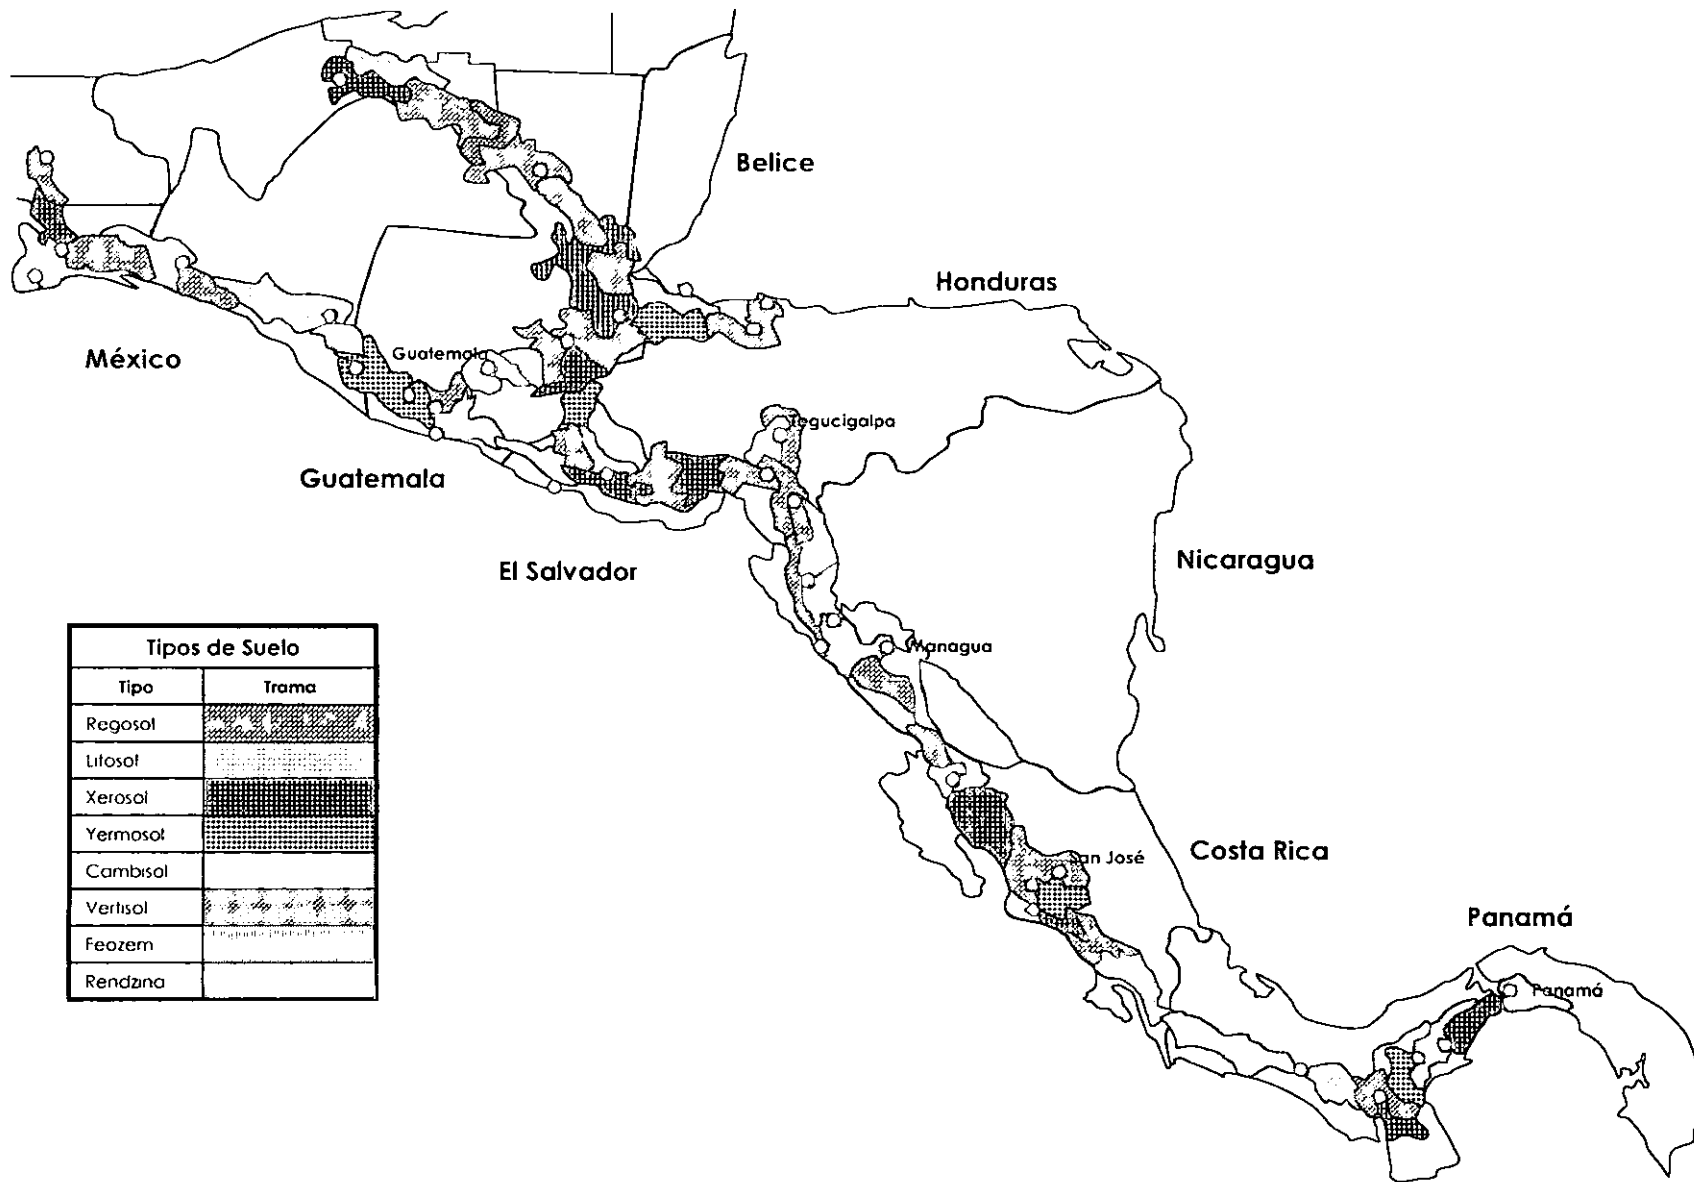 Belice
Honduras
México
Guatemala
Guatemala
Tegucigalpa
El Salvador
Nicaragua
Managua
Costa Rica
San José
Panamá
Panamá
Tipos de Suelo
Tipo Trama
Regosol
Litosol
Xerosol
Yermosol
Cambisol
Vertisol
Feozem
Rendzina